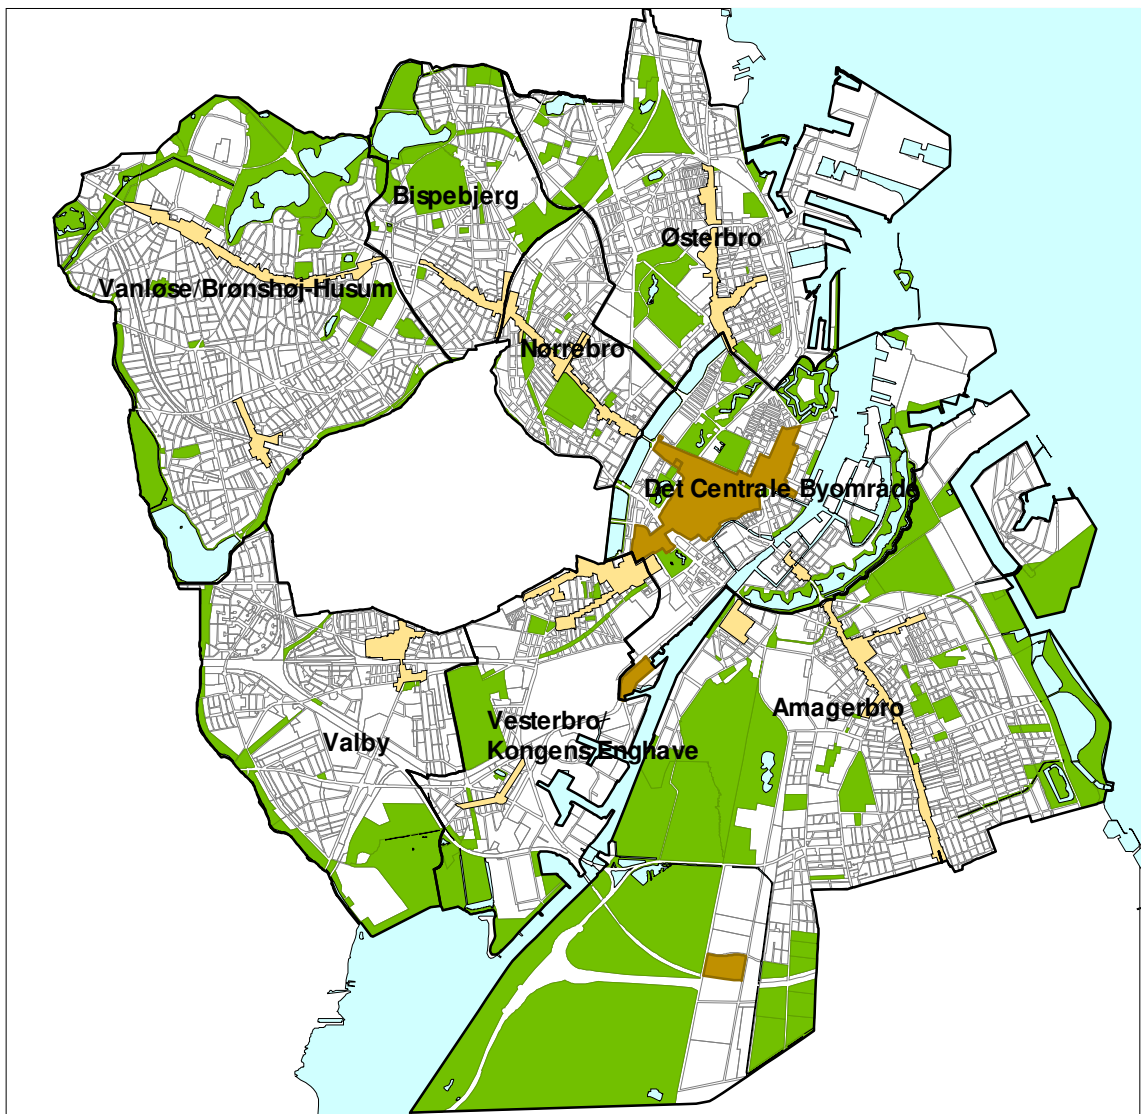 Bispebjerg
Østerbro
Vanløse/Brønshøj-Husum
Nørrebro
Det Centrale Byområde
Vesterbro/
Kongens Enghave
Amagerbro
Valby